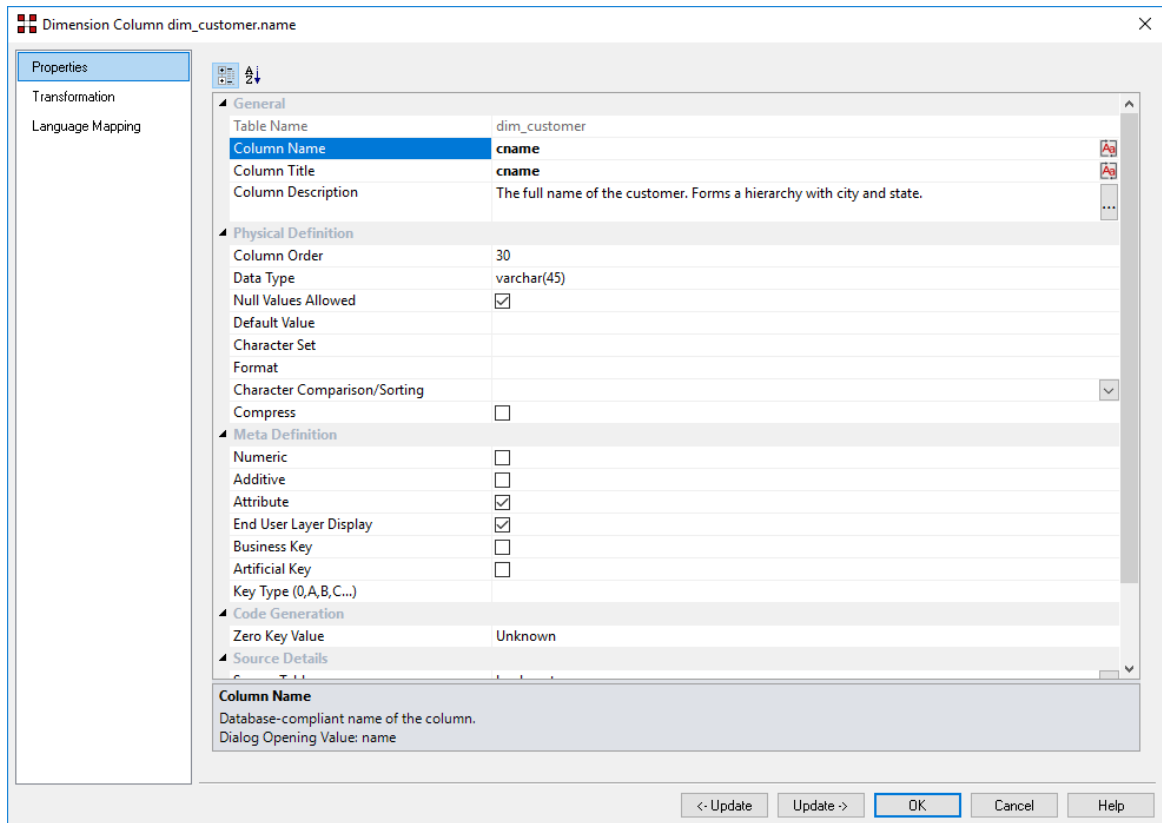 Dimension Column dim_customer.name
Properties
Transformation
Language Mapping
General
Table Name dim_customer
Column Name cname
Column Title cname
Column Description The full name of the customer. Forms a hierarchy with city and state.
...
Physical Definition
Column Order 30
Data Type varchar(45)
Null Values Allowed
Default Value
Character Set
Format
Character Comparison/Sorting
Compress
Meta Definition
Numeric
Additive
Attribute
End User Layer Display
Business Key
Artificial Key
Key Type (0,A,B,C...)
Code Generation
Zero Key Value Unknown
Source Details
Column Name
Database-compliant name of the column.
Dialog Opening Value: name
<- Update Update -> OK Cancel Help